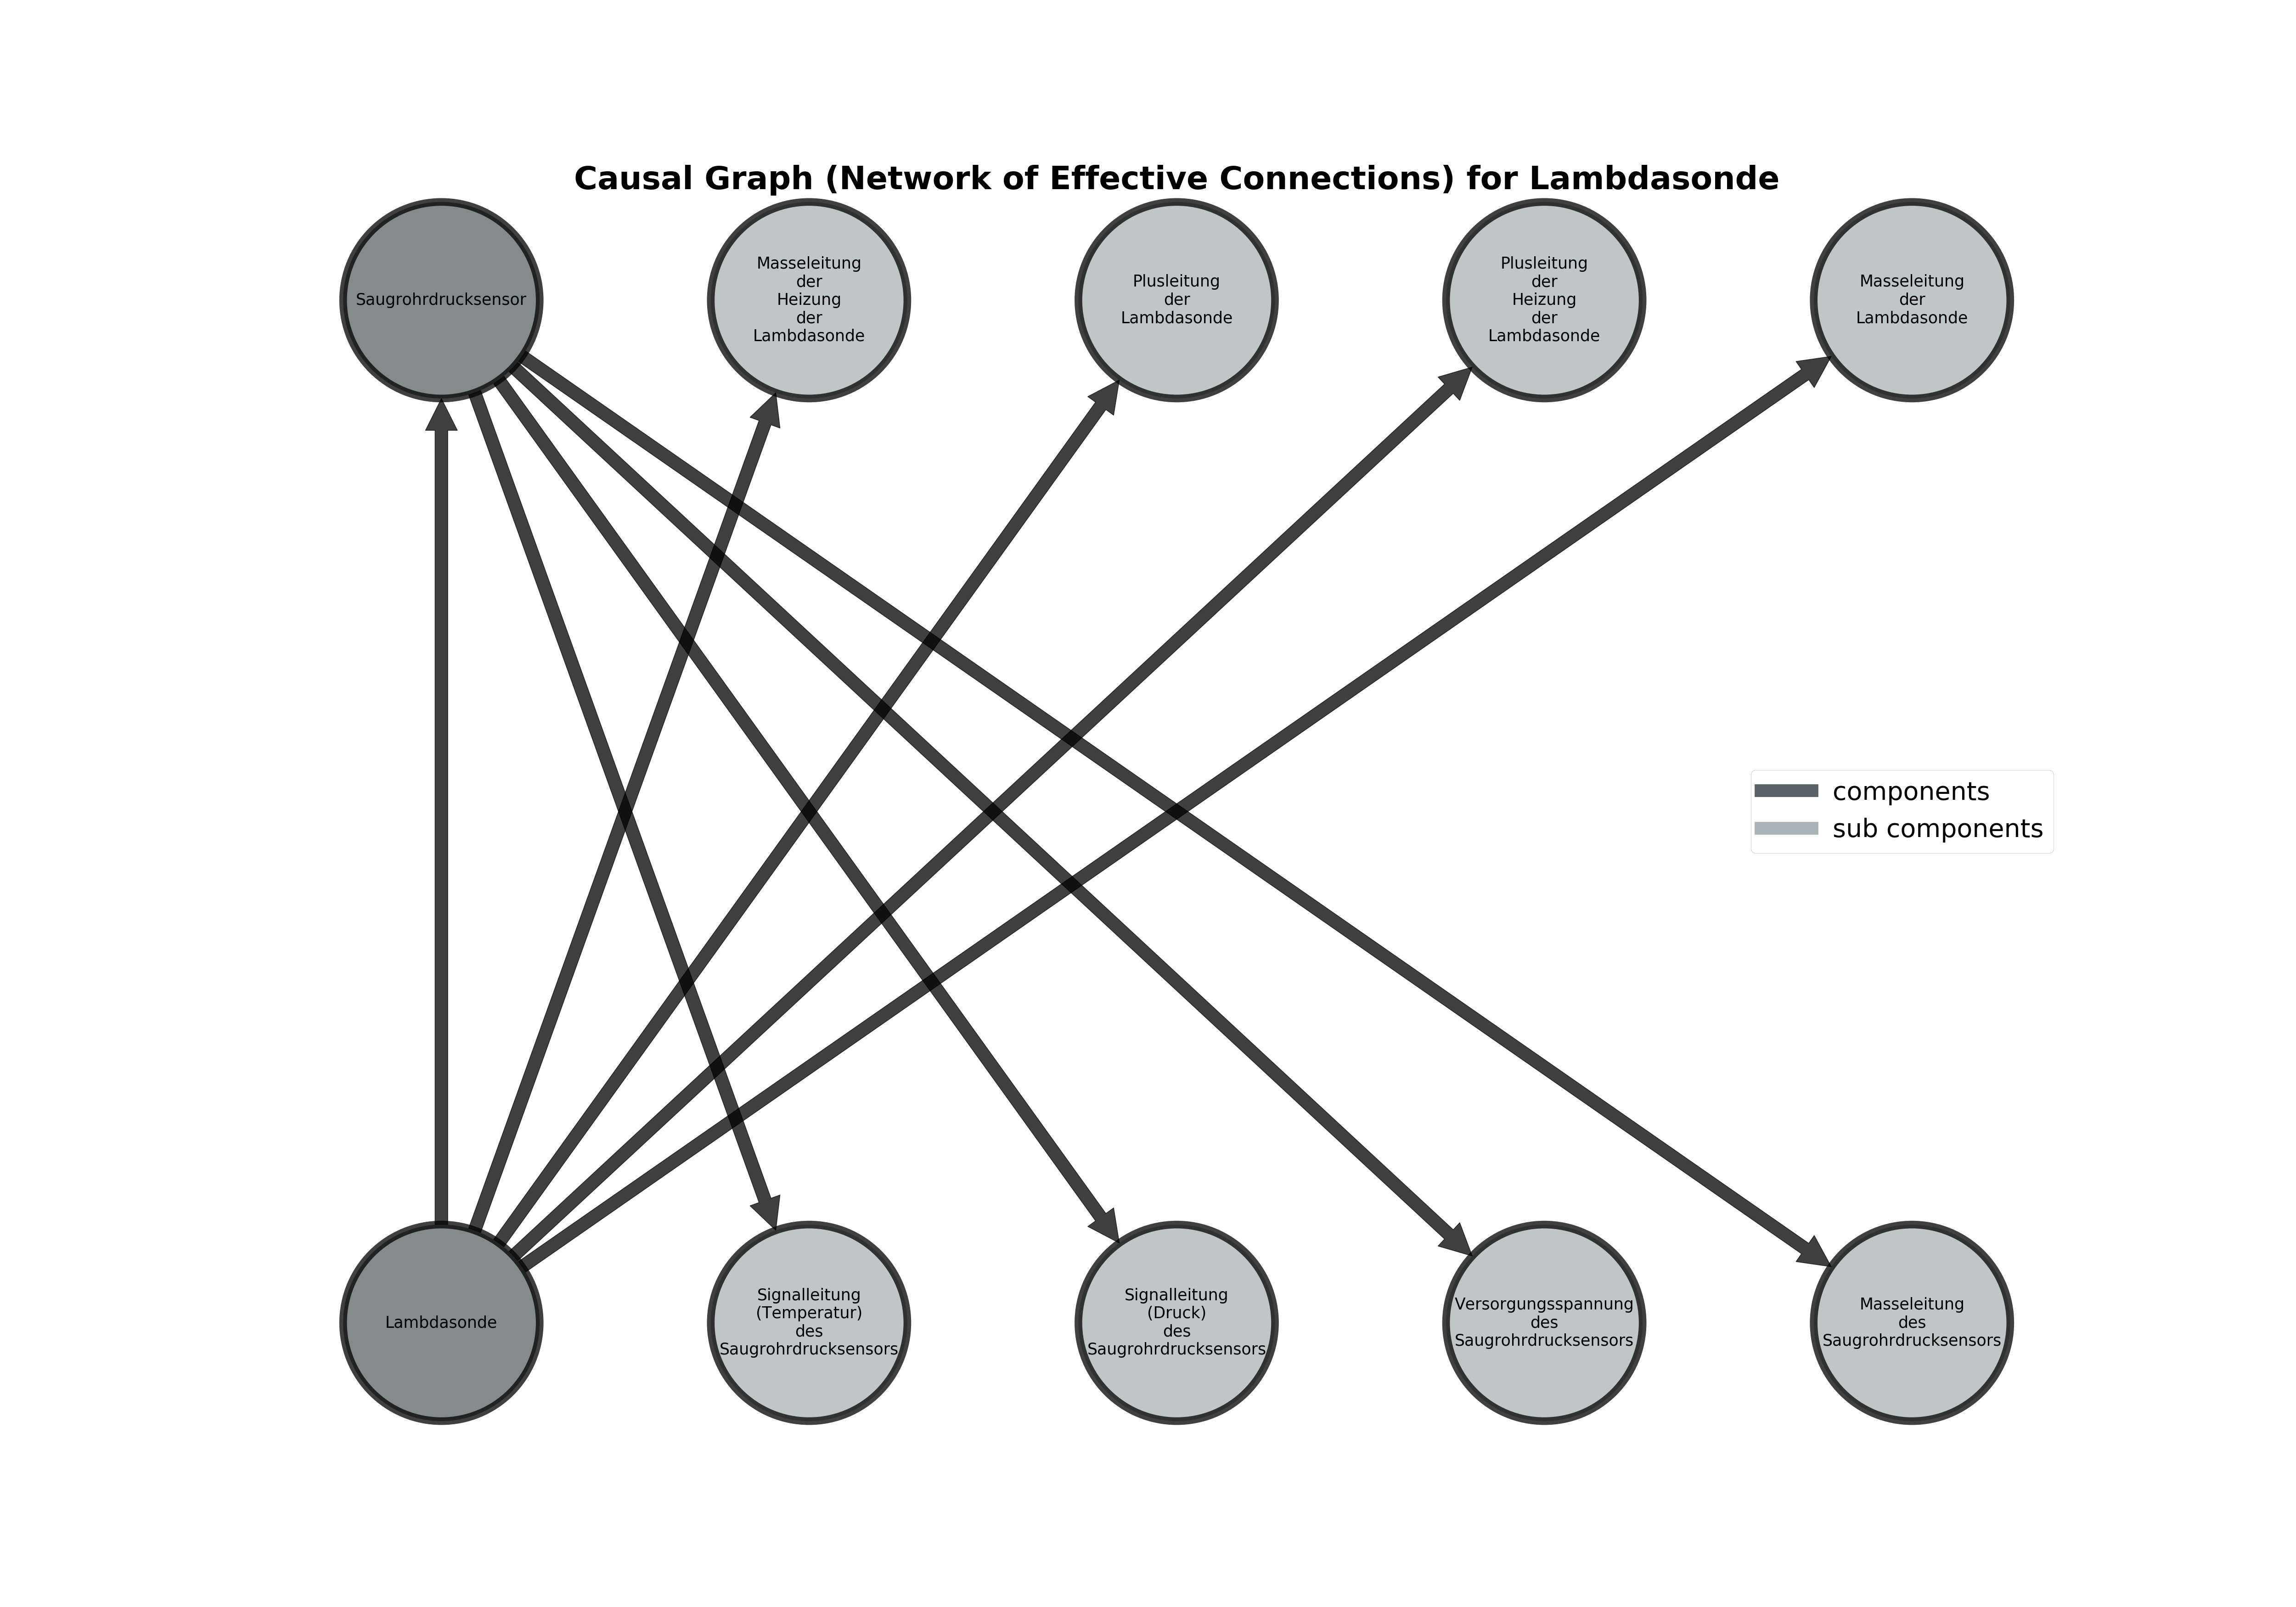 Causal Graph (Network of Effective Connections) for Lambdasonde
Saugrohrdrucksensor
Masseleitung
der
Heizung
der
Lambdasonde
Plusleitung
der
Lambdasonde
Plusleitung
der
Heizung
der
Lambdasonde
Masseleitung
der
Lambdasonde
components
sub components
Lambdasonde
Signalleitung
(Temperatur)
des
Saugrohrdrucksensors
Signalleitung
(Druck)
des
Saugrohrdrucksensors
Versorgungsspannung
des
Saugrohrdrucksensors
Masseleitung
des
Saugrohrdrucksensors